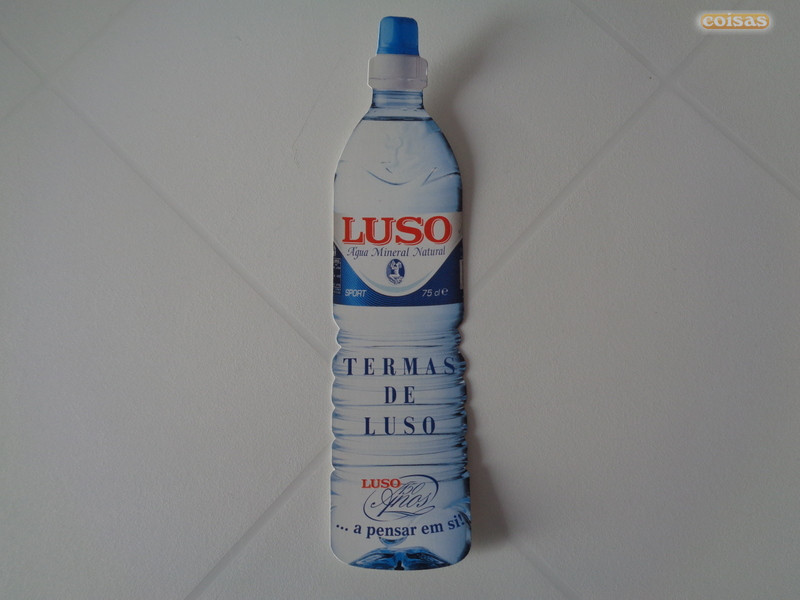 coisas
LUSO
Água Mineral Natural
SPORT 75 cl e
TERMAS
DE
LUSO
LUSO
Anos
... a pensar em si!